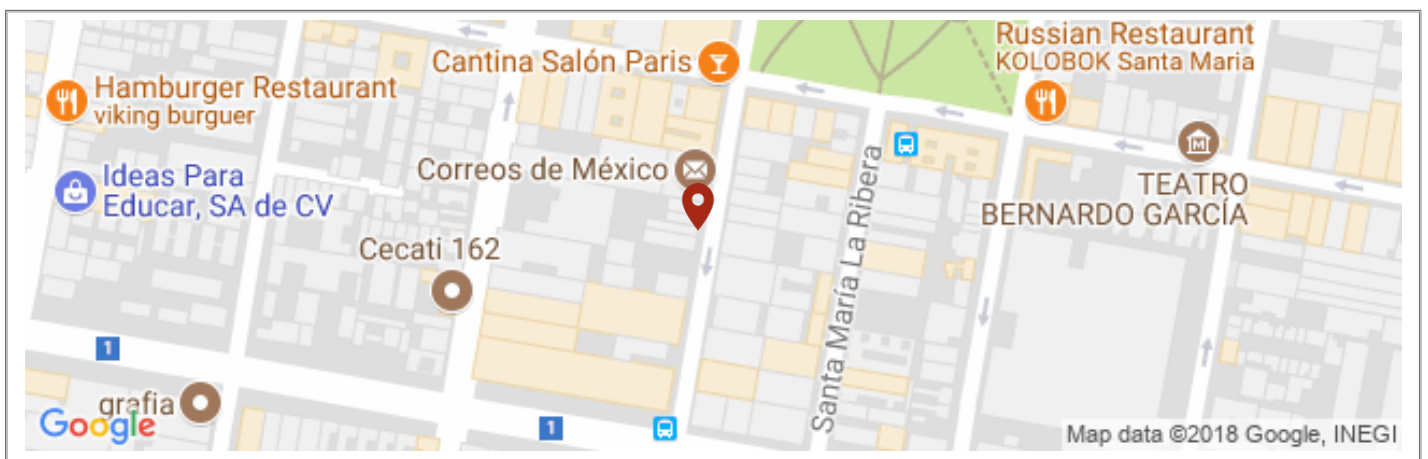 Russian Restaurant
KOLOBOK Santa Maria
Cantina Salón Paris
Hamburger Restaurant
viking burguer
Correos de México
Ideas Para
Educar, SA de CV
TEATRO
BERNARDO GARCÍA
Cecati 162
Santa María La Ribera
1
grafia
Google
1
Map data ©2018 Google, INEGI